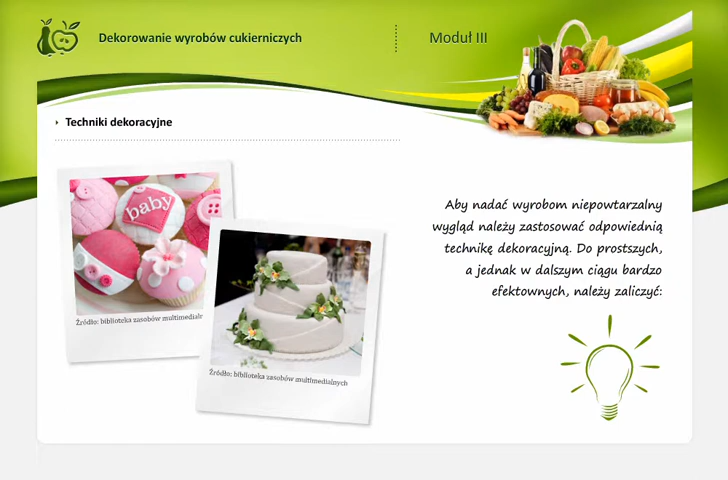 Dekorowanie wyrobów cukierniczych
Moduł III
Techniki dekoracyjne
baby
Źródło: biblioteka zasobów multimedialn
Źródło: biblioteka zasobów multimedialnych
Aby nadać wyrobom niepowtarzalny
wygląd należy zastosować odpowiednią
technikę dekoracyjną. Do prostszych,
a jednak w dalszym ciągu bardzo
efektownych, należy zaliczyć: